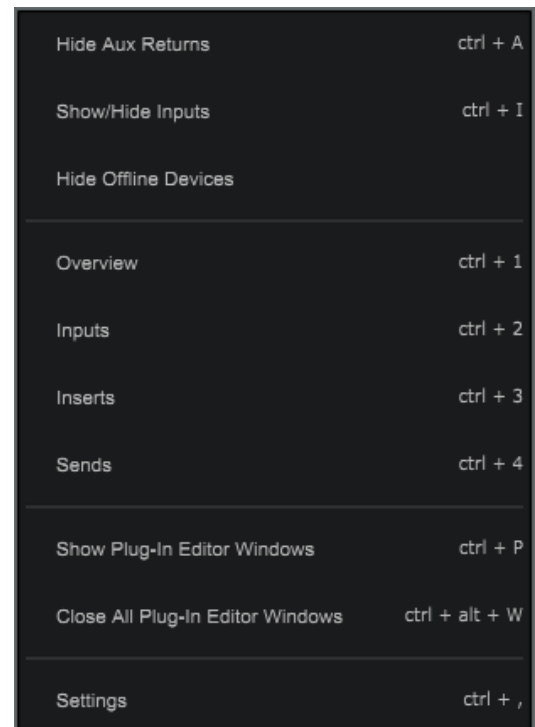 Hide Aux Returns ctrl + A
Show/Hide Inputs ctrl + I
Hide Offline Devices
Overview ctrl + 1
Inputs ctrl + 2
Inserts ctrl + 3
Sends ctrl + 4
Show Plug-In Editor Windows ctrl + P
Close All Plug-In Editor Windows ctrl + alt + W
Settings ctrl + ,